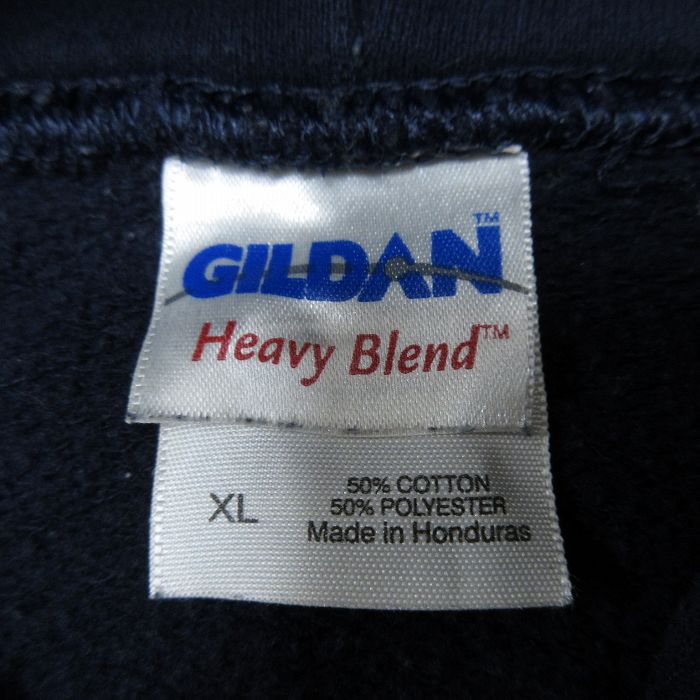 GILDAN™
Heavy Blend™
XL
50% COTTON
50% POLYESTER
Made in Honduras